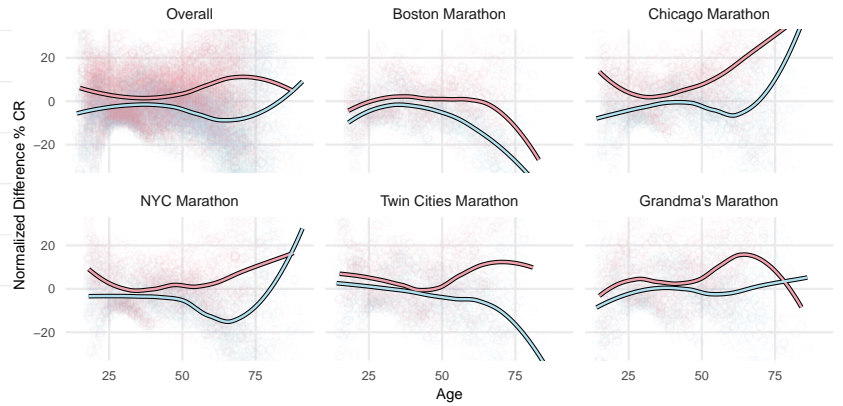 Overall
Boston Marathon
Chicago Marathon
20
0
−20
NYC Marathon
Twin Cities Marathon
Grandma's Marathon
20
0
−20
25 50 75
25 50 75
25 50 75
Age
Normalized Difference % CR